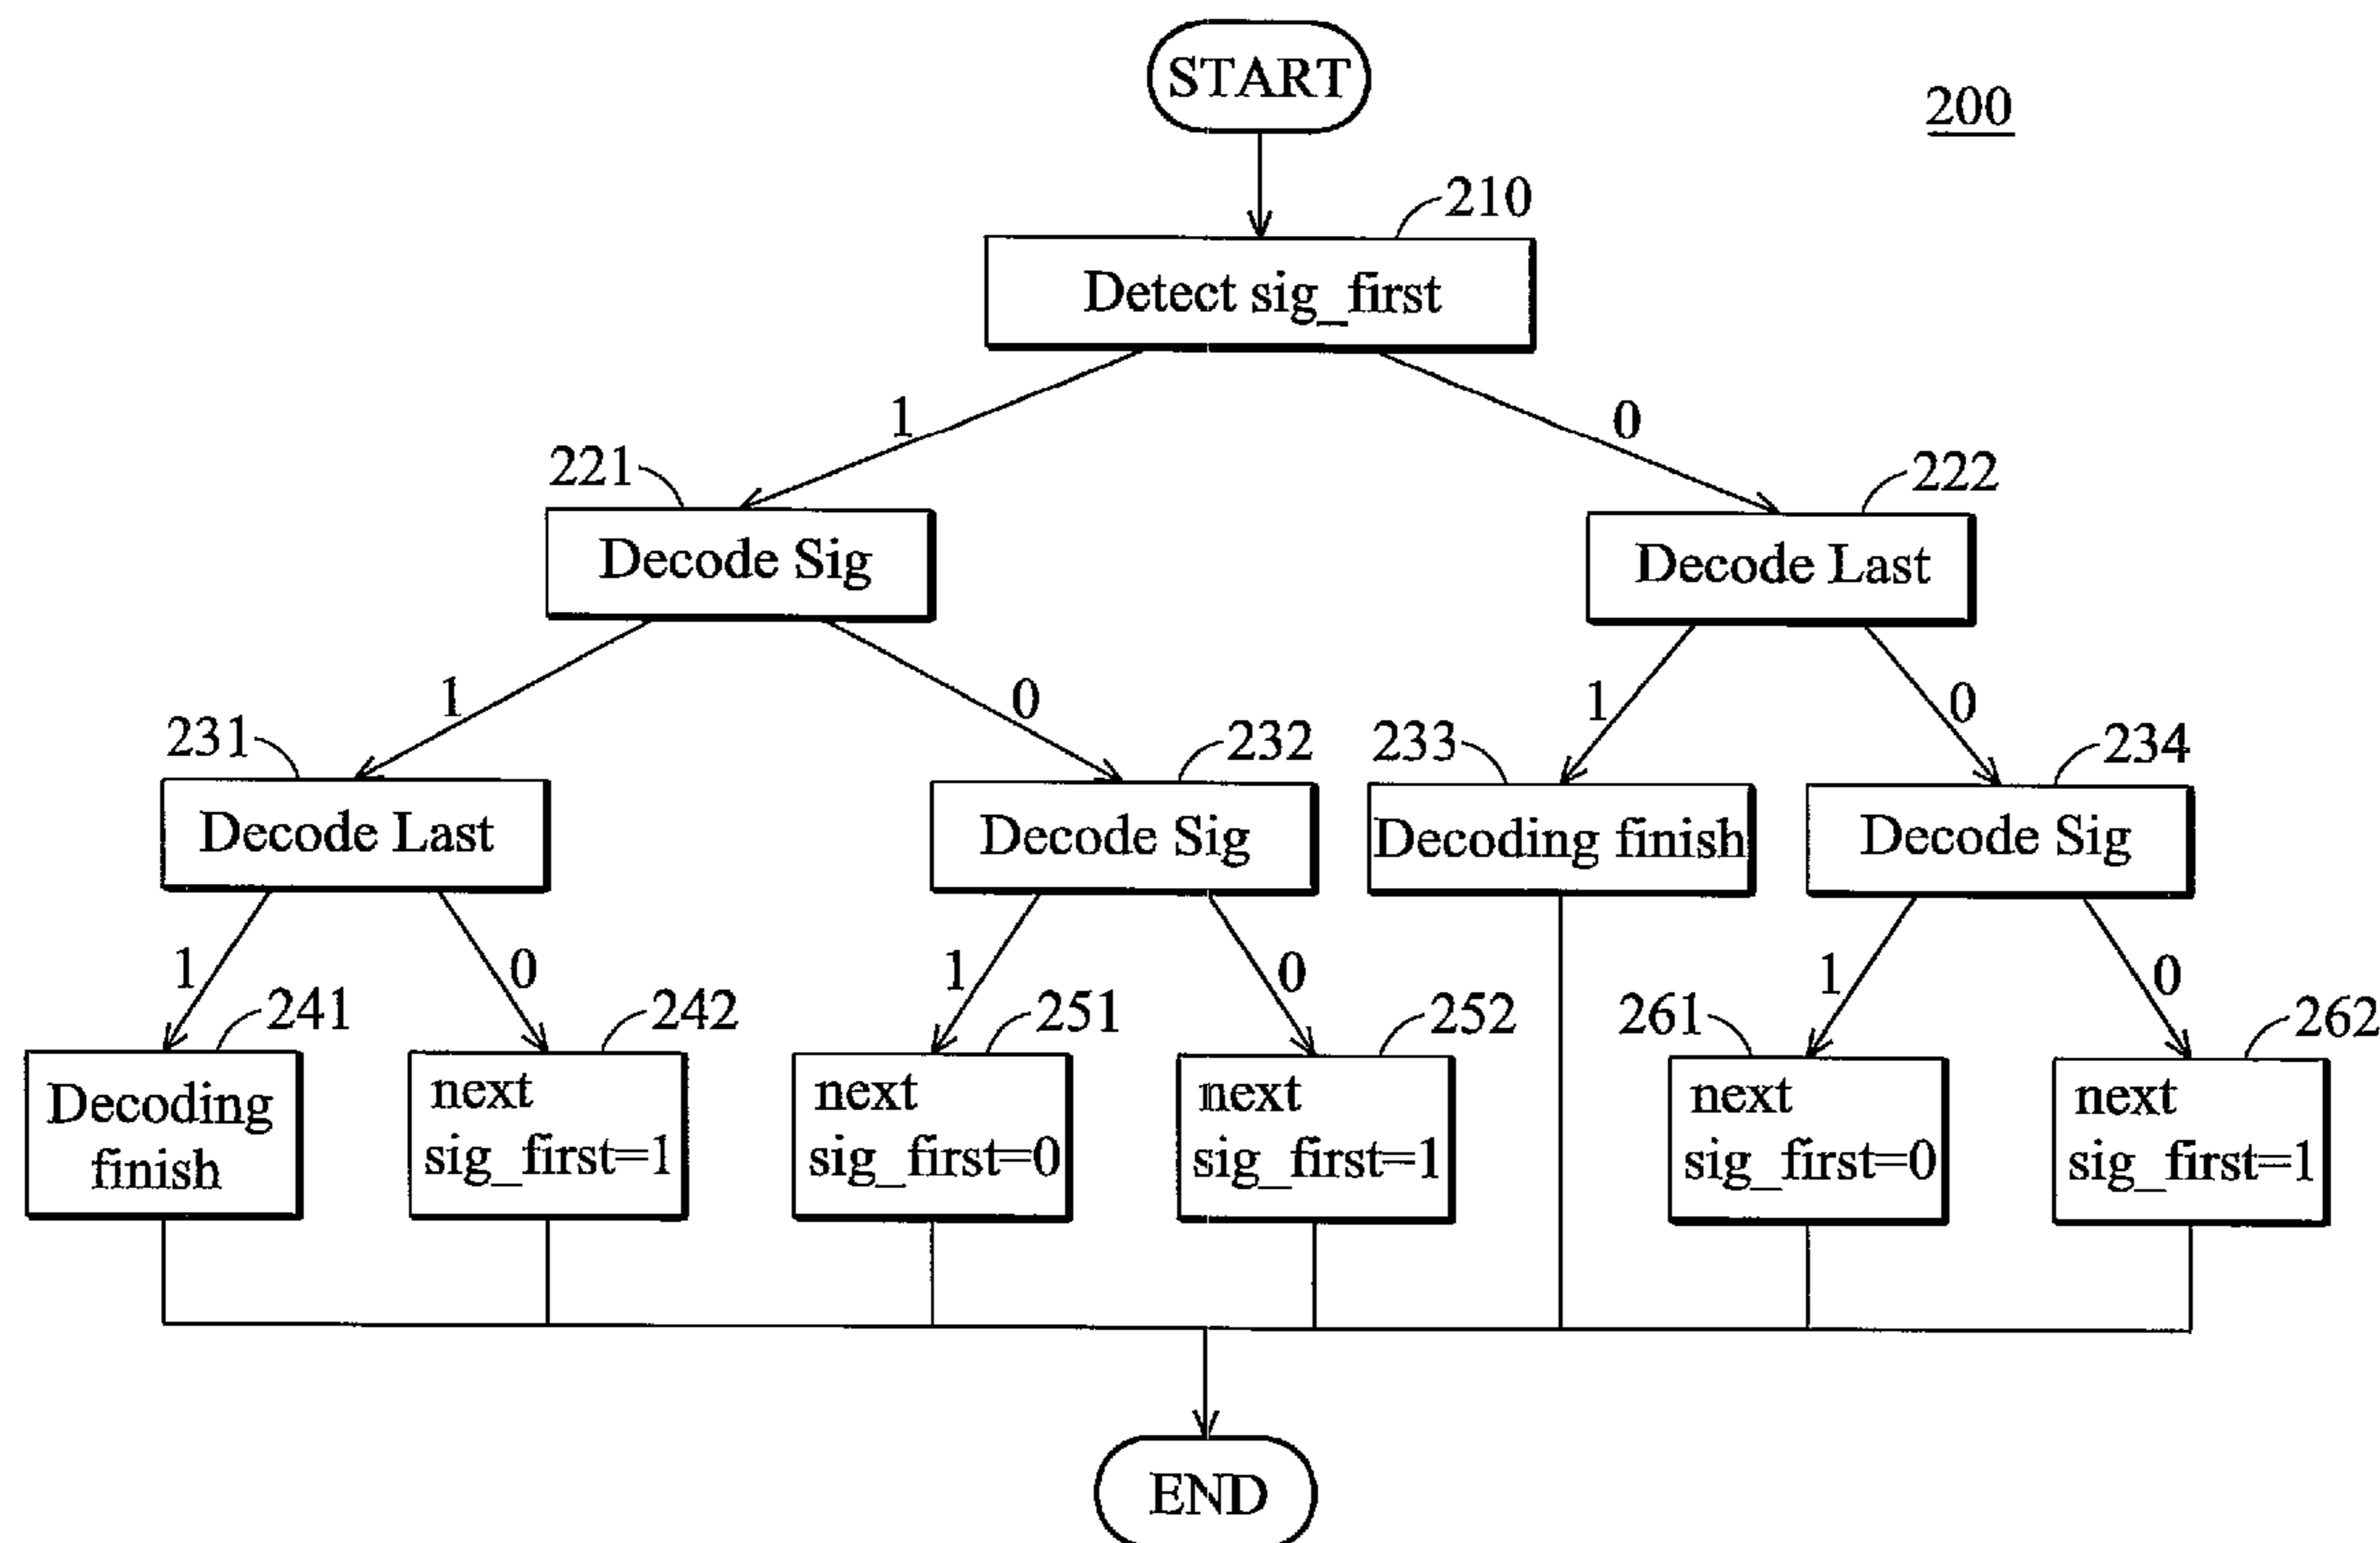 START
200
210
Detect sig_first
1
0
221
222
Decode Sig
Decode Last
1
0
1
0
231
232
233
234
Decode Last
Decode Sig
Decoding finish
Decode Sig
1
0
1
0
1
0
241
242
251
252
261
262
Decoding
finish
next
sig_first=1
next
sig_first=0
next
sig_first=1
next
sig_first=0
next
sig_first=1
END